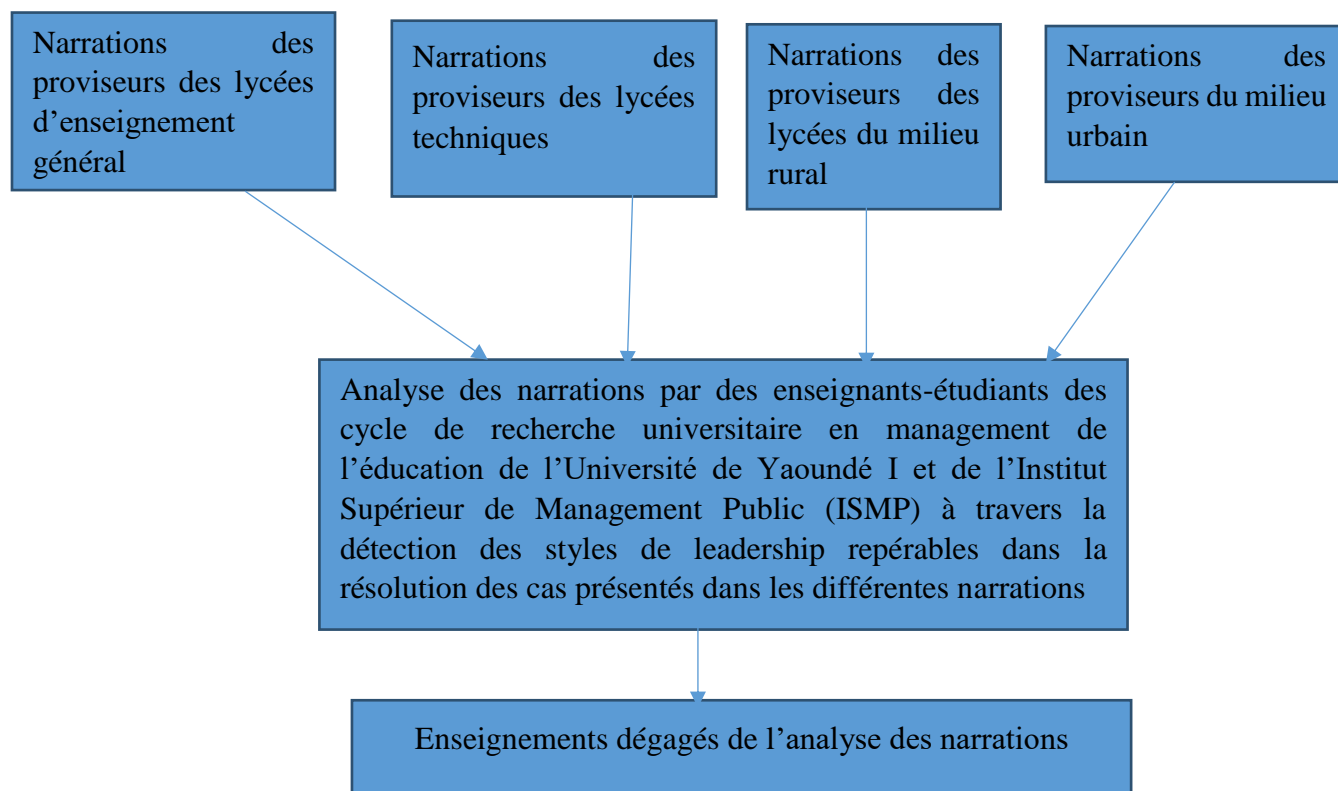 Narrations des
proviseurs des lycées
d’enseignement
général
Narrations des
proviseurs des lycées
techniques
Narrations des
proviseurs des
lycées du milieu
rural
Narrations des
proviseurs du milieu
urbain
Analyse des narrations par des enseignants-étudiants des
cycle de recherche universitaire en management de
l’éducation de l’Université de Yaoundé I et de l’Institut
Supérieur de Management Public (ISMP) à travers la
détection des styles de leadership repérables dans la
résolution des cas présentés dans les différentes narrations
Enseignements dégagés de l’analyse des narrations